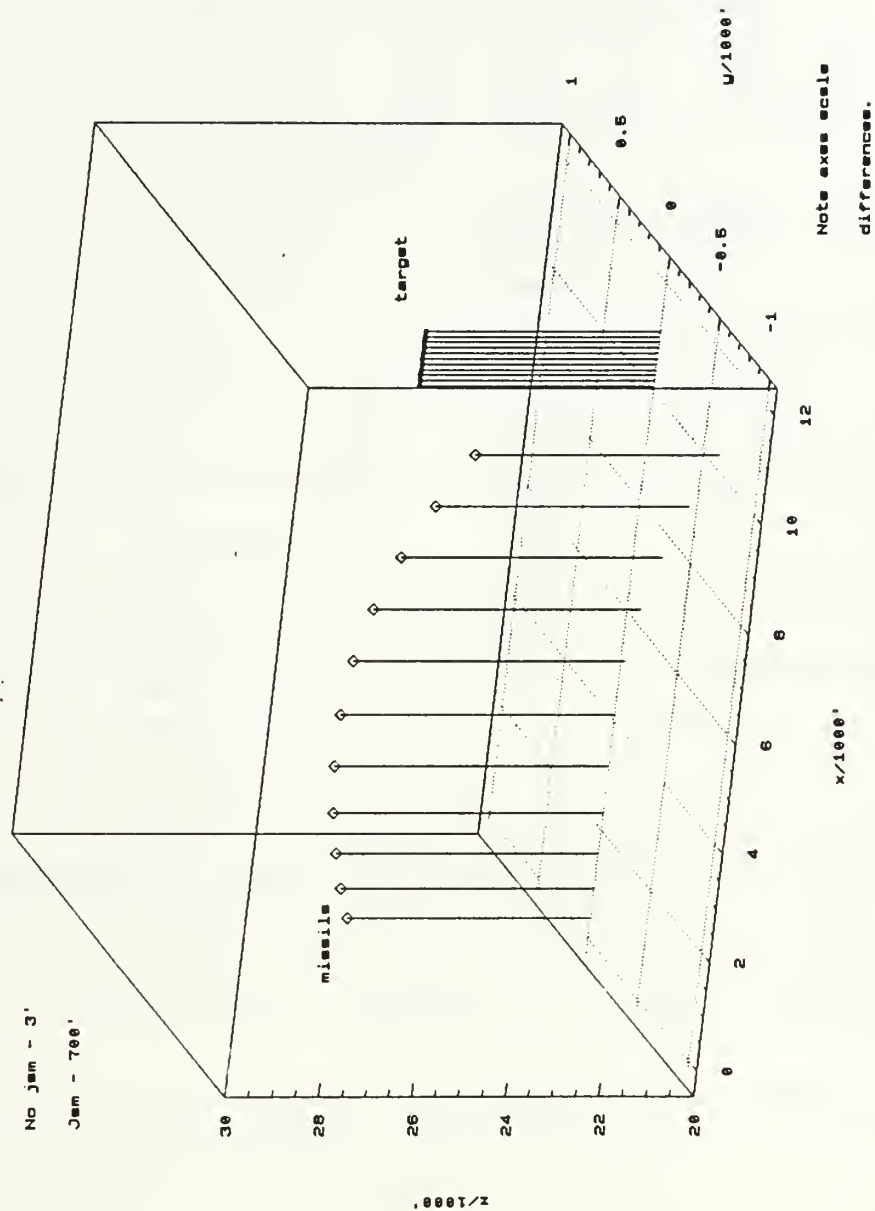 No jam - 3'
Jam - 700'
z/1000'
30
28
26
24
22
20
missile
target
0
2
4
6
8
10
12
x/1000'
-1
-0.5
0
0.5
1
y/1000'
Note axes scale
differences.